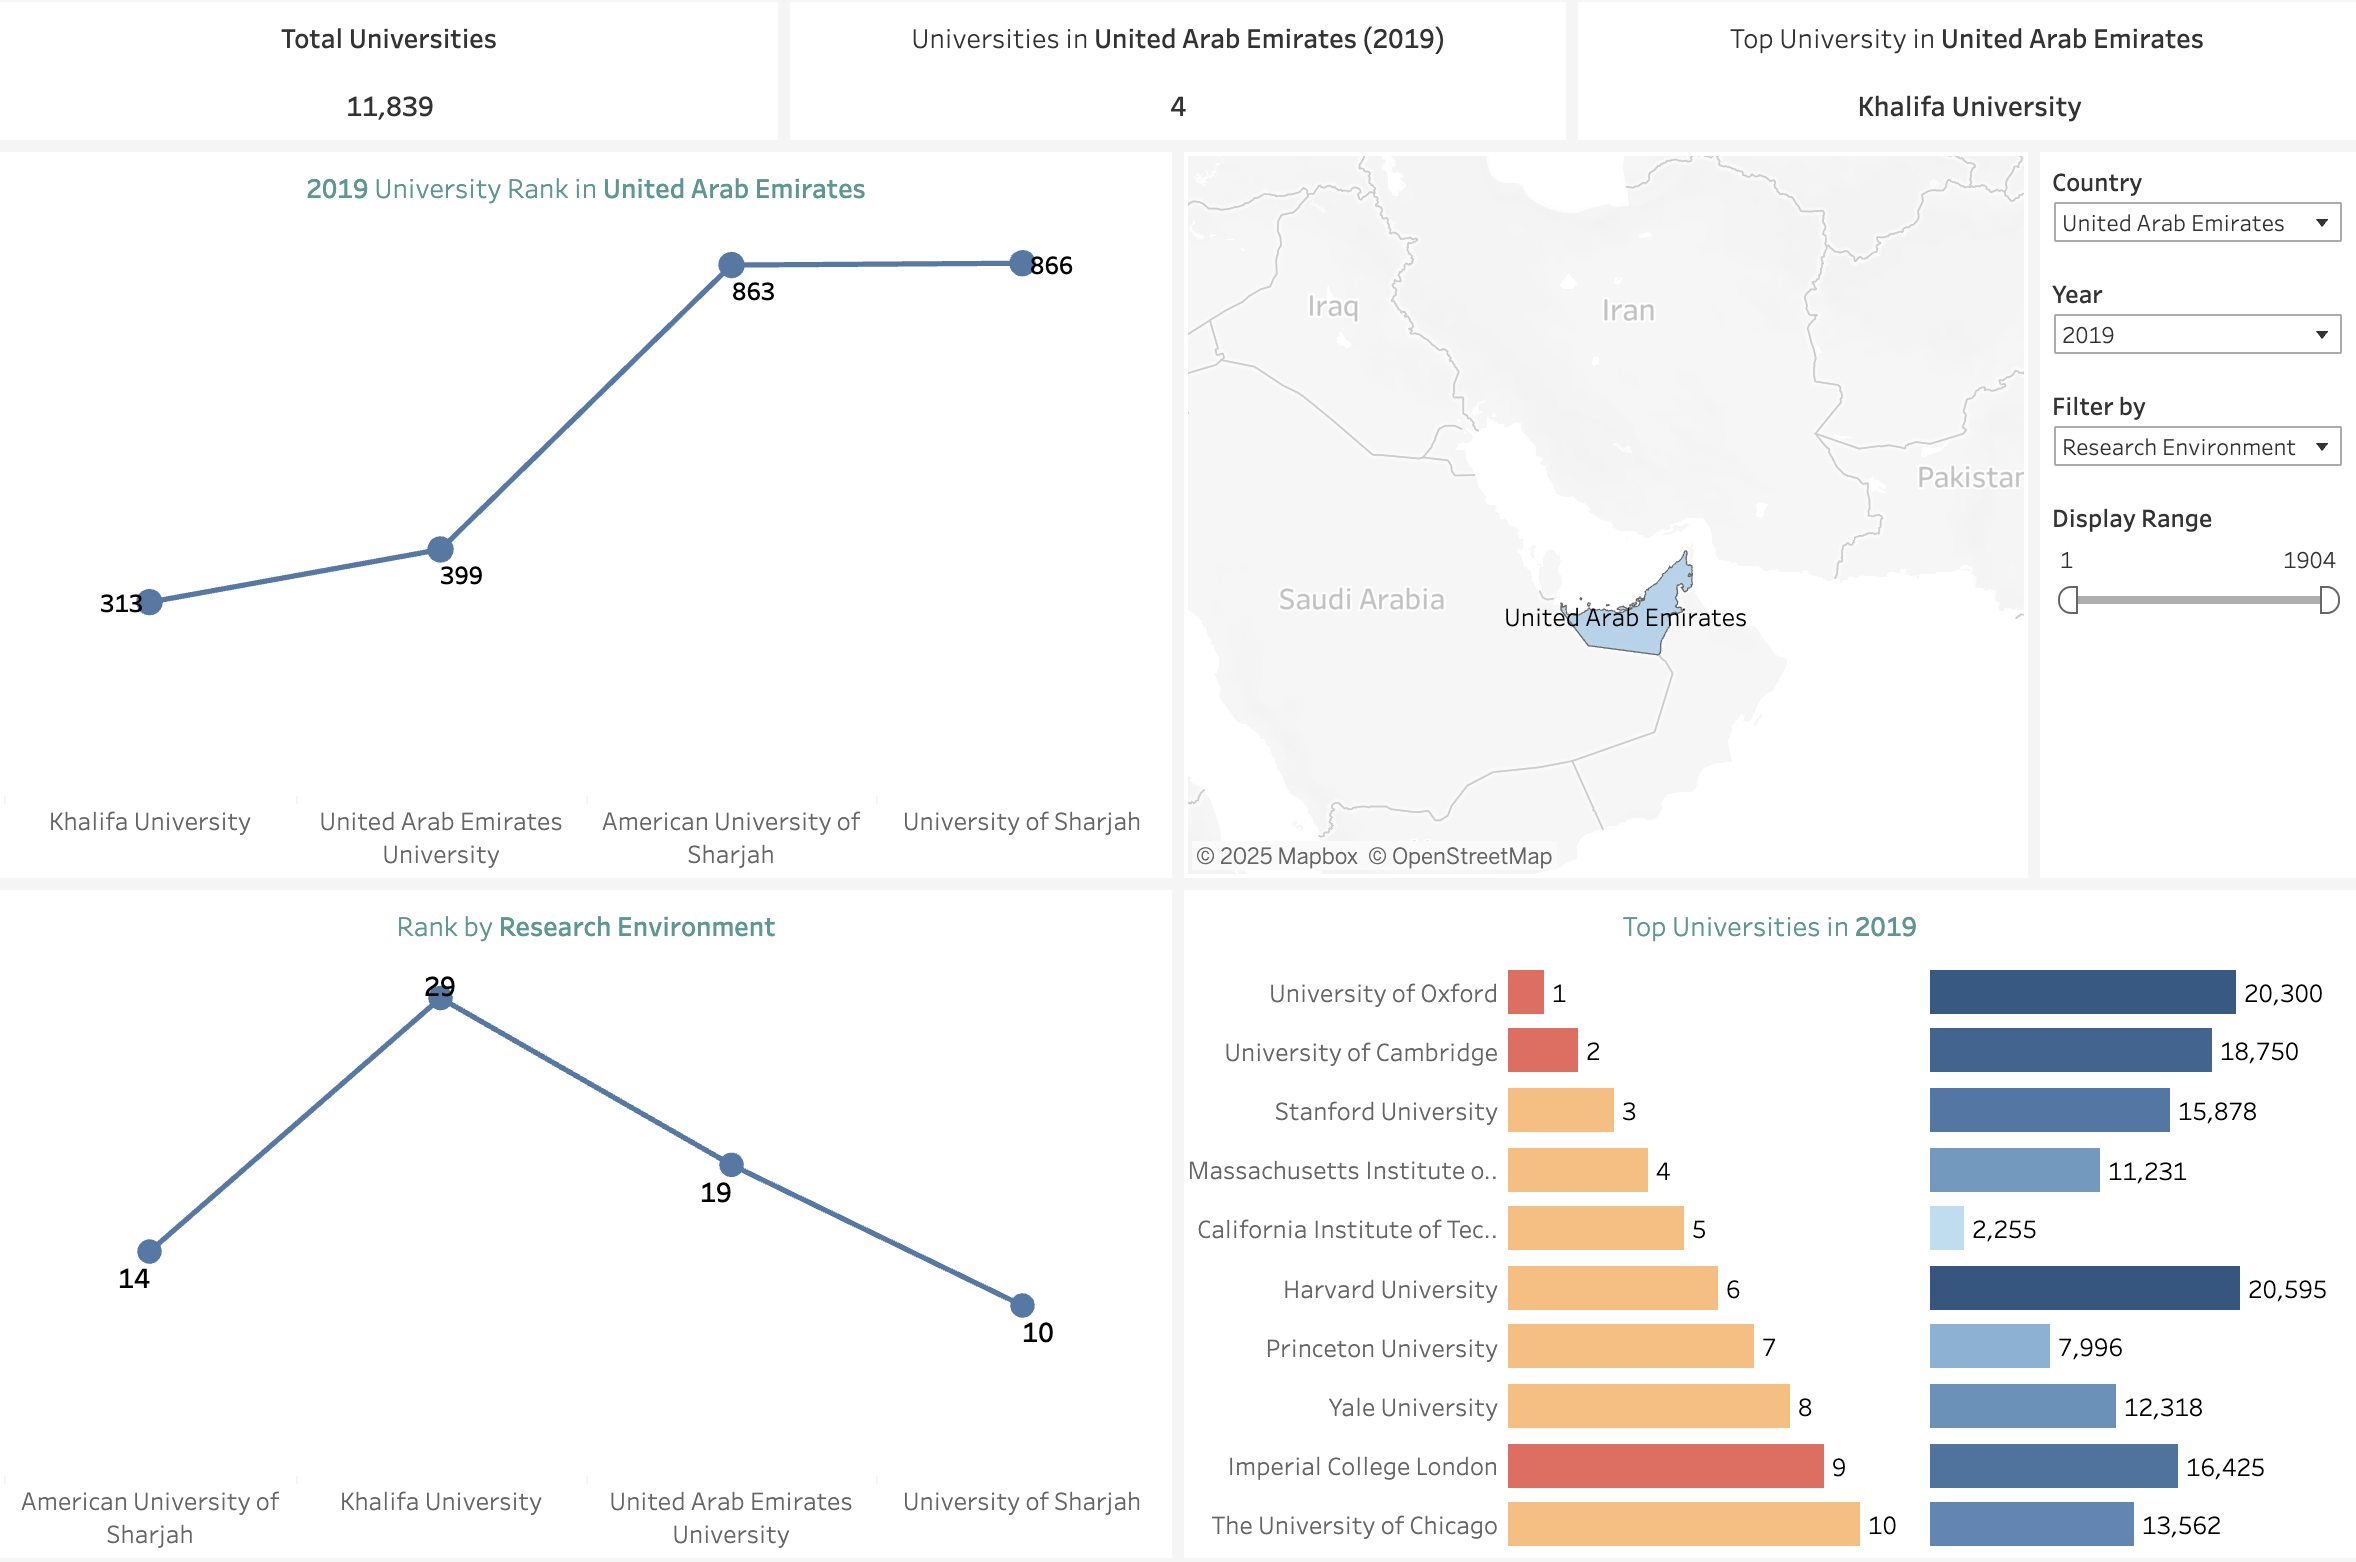 Total Universities
11,839
Universities in United Arab Emirates (2019)
4
Top University in United Arab Emirates
Khalifa University
2019 University Rank in United Arab Emirates
313
399
863
866
Khalifa University
United Arab Emirates
University
American University of
Sharjah
University of Sharjah
Iraq
Iran
Pakistan
Saudi Arabia
United Arab Emirates
© 2025 Mapbox © OpenStreetMap
Country
United Arab Emirates
Year
2019
Filter by
Research Environment
Display Range
1 1904
Rank by Research Environment
14
29
19
10
American University of
Sharjah
Khalifa University
United Arab Emirates
University
University of Sharjah
Top Universities in 2019
University of Oxford 1 20,300
University of Cambridge 2 18,750
Stanford University 3 15,878
Massachusetts Institute o.. 4 11,231
California Institute of Tec.. 5 2,255
Harvard University 6 20,595
Princeton University 7 7,996
Yale University 8 12,318
Imperial College London 9 16,425
The University of Chicago 10 13,562